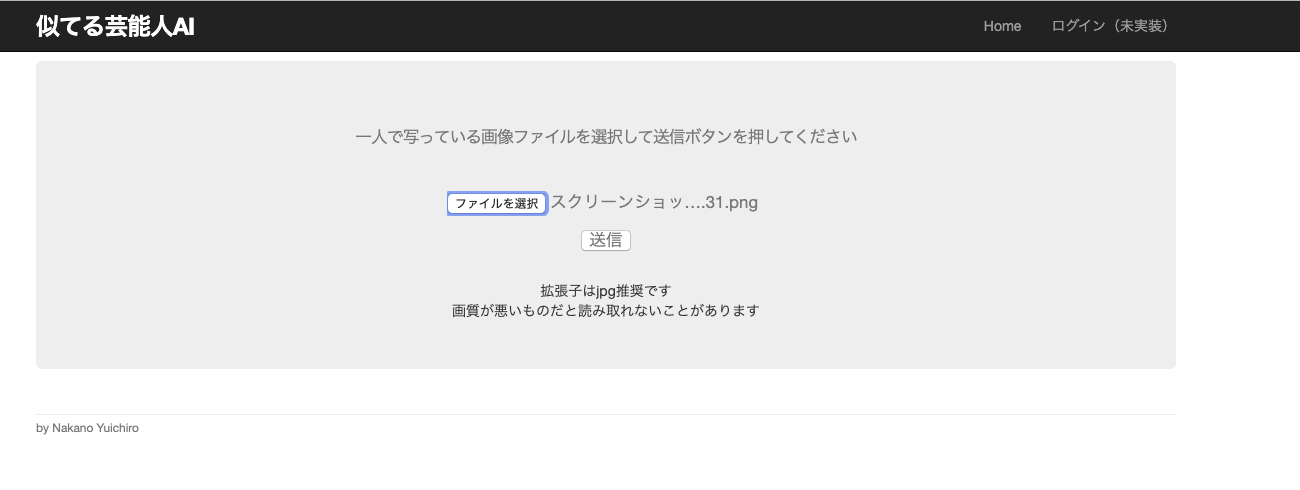 似てる芸能人AI
Home ログイン（未実装）
一人で写っている画像ファイルを選択して送信ボタンを押してください
ファイルを選択 スクリーンショッ....31.png
送信
拡張子はjpg推奨です
画質が悪いものだと読み取れないことがあります
by Nakano Yuichiro